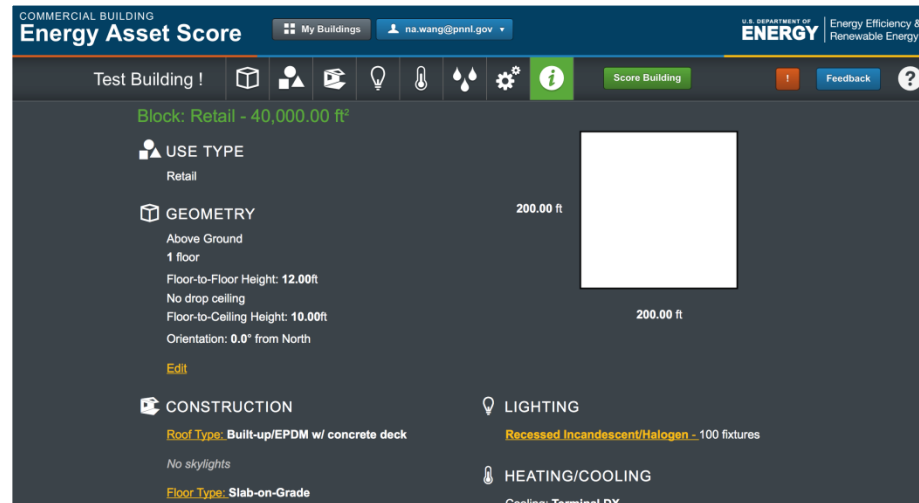 COMMERCIAL BUILDING
Energy Asset Score
My Buildings
na.wang@pnnl.gov
U.S. DEPARTMENT OF
ENERGY
Energy Efficiency &
Renewable Energy
Test Building !
i
Score Building
!
Feedback
?
Block: Retail - 40,000.00 ft²
USE TYPE
Retail
GEOMETRY
Above Ground
1 floor
Floor-to-Floor Height: 12.00ft
No drop ceiling
Floor-to-Ceiling Height: 10.00ft
Orientation: 0.0° from North
Edit
200.00 ft
200.00 ft
CONSTRUCTION
Roof Type: Built-up/EPDM w/ concrete deck
No skylights
Floor Type: Slab-on-Grade
LIGHTING
Recessed Incandescent/Halogen - 100 fixtures
HEATING/COOLING
Cooling: Terminal DX